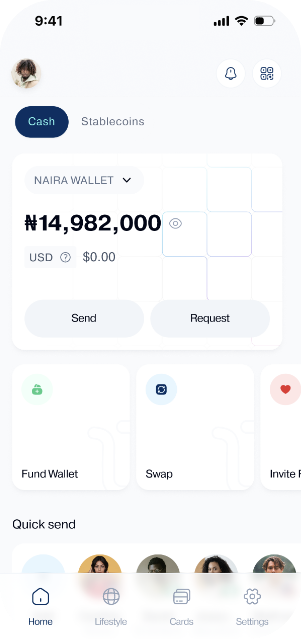 9:41
Cash Stablecoins
NAIRA WALLET
₦14,982,000
USD $0.00
Send Request
Fund Wallet Swap Invite F
Quick send
Home Lifestyle Cards Settings